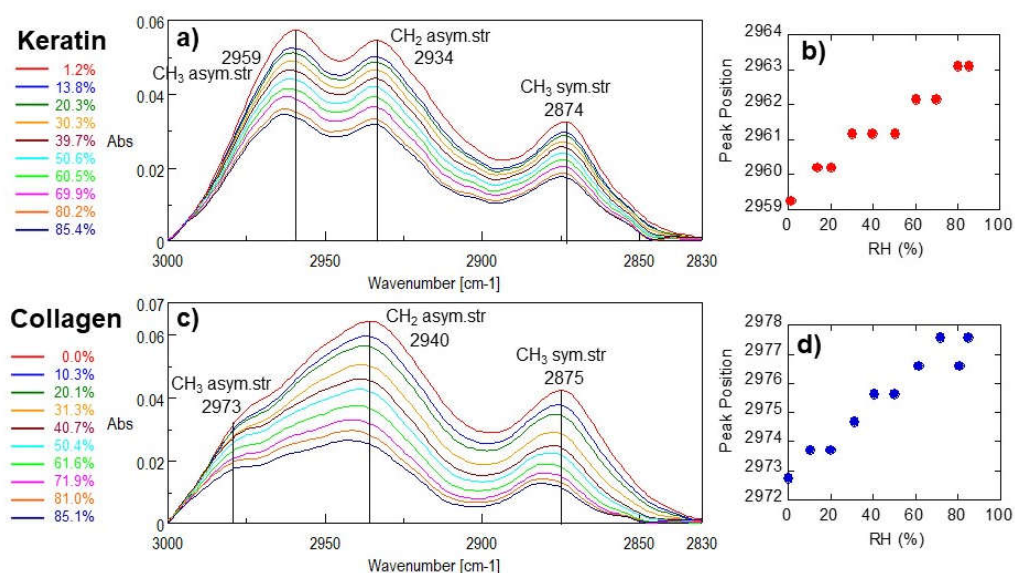 Keratin
1.2%
13.8%
20.3%
30.3%
39.7%
50.6%
60.5%
69.9%
80.2%
85.4%
Abs
0.06
0.04
0.02
0
a)
2959
CH3 asym.str
CH2 asym.str
2934
CH3 sym.str
2874
3000
2950
2900
2850
2830
Wavenumber [cm-1]
b)
Peak Position
2964
2963
2962
2961
2960
2959
0 20 40 60 80 100
RH (%)
Collagen
0.0%
10.3%
20.1%
31.3%
40.7%
50.4%
61.6%
71.9%
81.0%
85.1%
Abs
0.07
0.06
0.04
0.02
0
c)
CH3 asym.str
2973
CH2 asym.str
2940
CH3 sym.str
2875
3000
2950
2900
2850
2830
Wavenumber [cm-1]
d)
Peak Position
2978
2977
2976
2975
2974
2973
2972
0 20 40 60 80 100
RH (%)